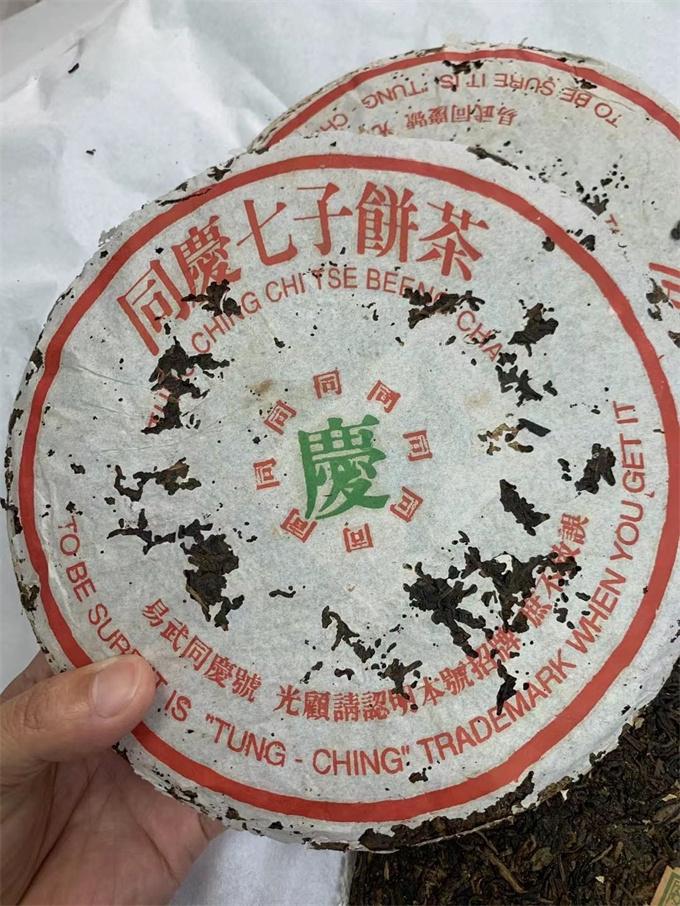 同慶七子餅茶
CHING CHI TSE BEENG CHA
同 同 同 同 同 同 同 同
慶
易武同慶號 光顧請認明本號招牌 庶不致誤
TO BE SURE IT IS "TUNG - CHING" TRADEMARK WHEN YOU GET IT
TO BE SURE IT IS "TUNG
易武同慶號 光